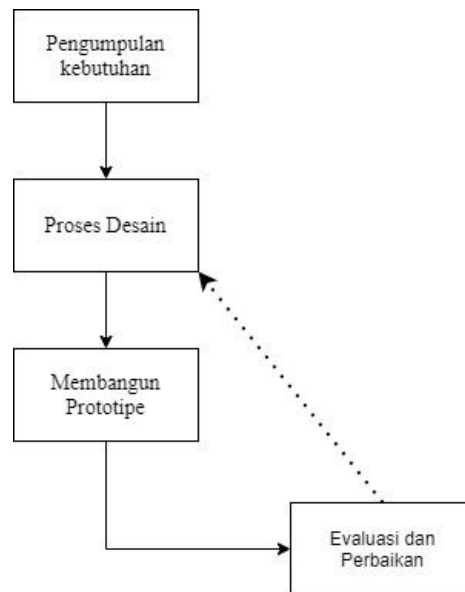 Pengumpulan
kebutuhan
Proses Desain
Membangun
Prototipe
Evaluasi dan
Perbaikan